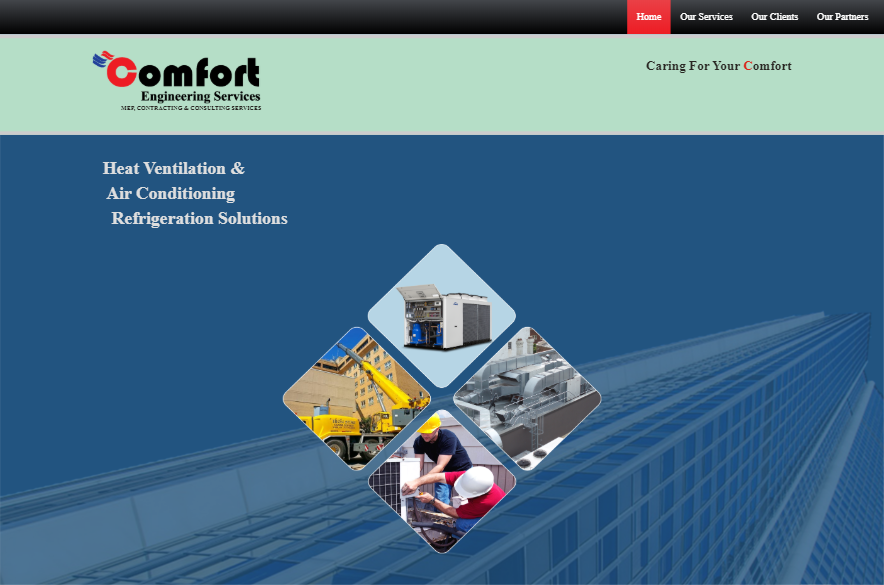 Home Our Services Our Clients Our Partners
Comfort
Engineering Services
MEP, CONTRACTING & CONSULTING SERVICES
Caring For Your Comfort
Heat Ventilation &
Air Conditioning
Refrigeration Solutions